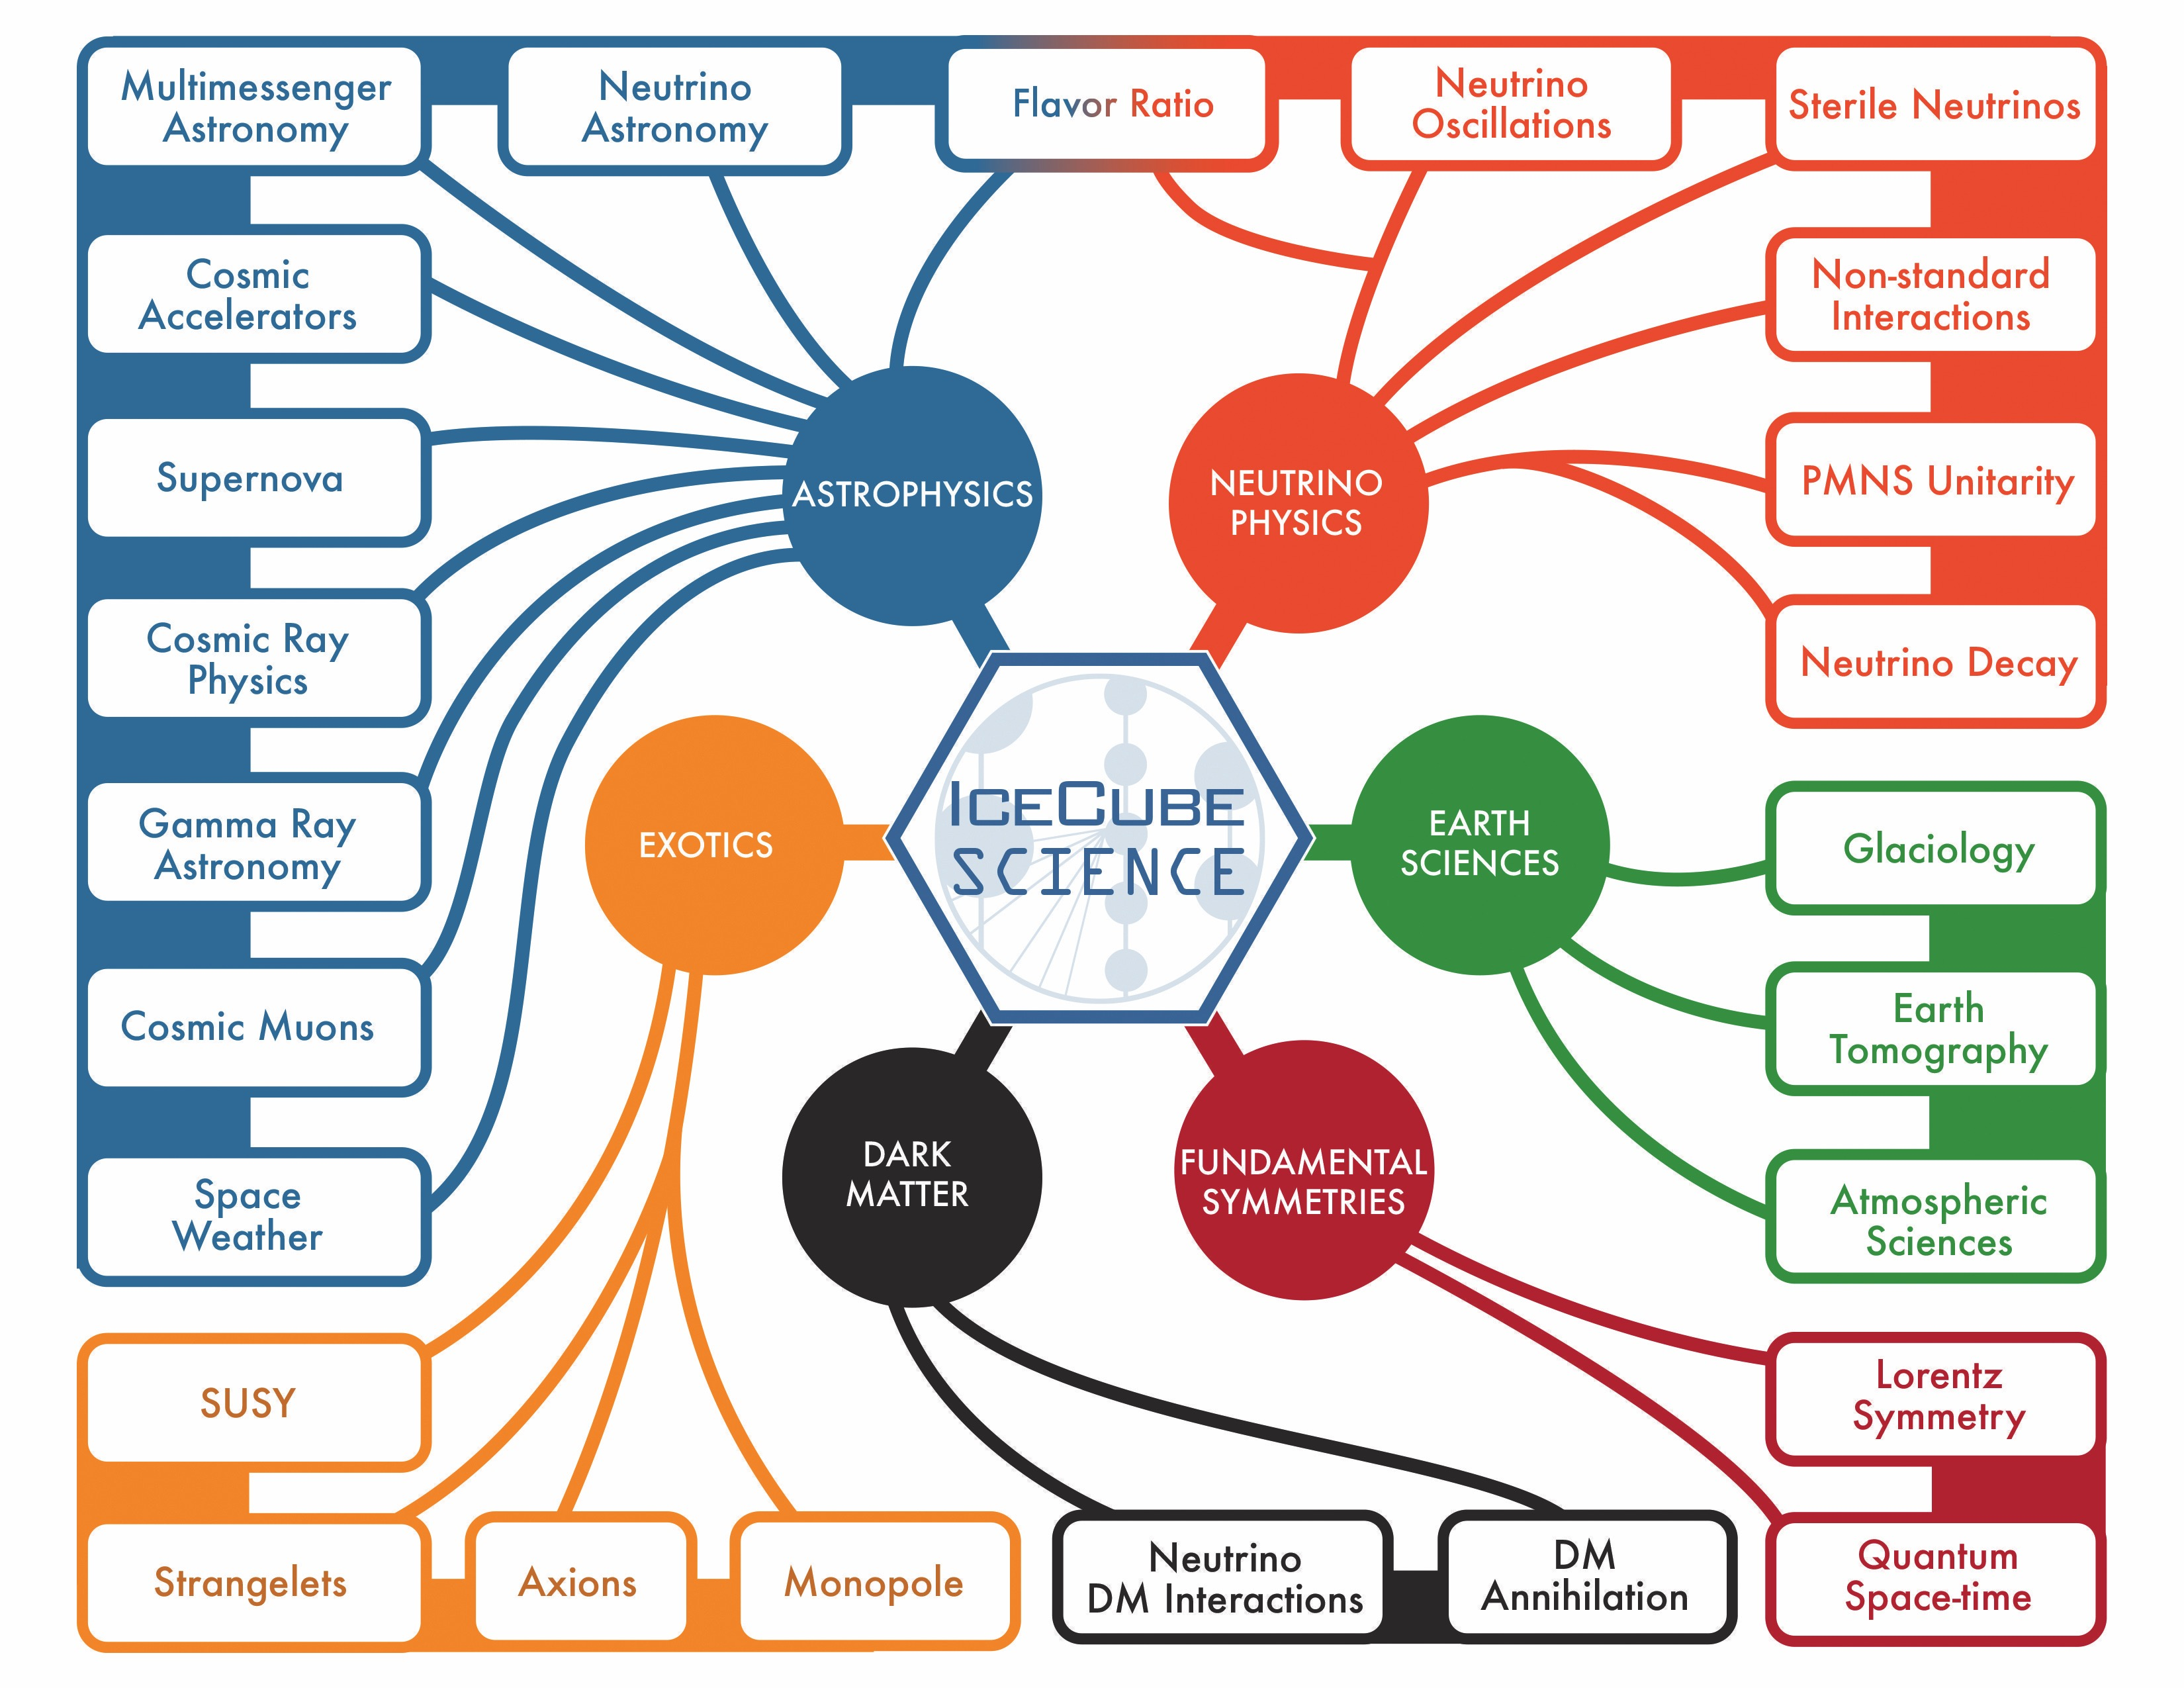 Multimessenger
Astronomy
Neutrino
Astronomy
Flavor Ratio
Neutrino
Oscillations
Sterile Neutrinos
Cosmic
Accelerators
Non-standard
Interactions
Supernova
ASTROPHYSICS
NEUTRINO
PHYSICS
PMNS Unitarity
Cosmic Ray
Physics
Neutrino Decay
Gamma Ray
Astronomy
EXOTICS
ICECUBE
SCIENCE
EARTH
SCIENCES
Glaciology
Cosmic Muons
Earth
Tomography
Space
Weather
DARK
MATTER
FUNDAMENTAL
SYMMETRIES
Atmospheric
Sciences
SUSY
Lorentz
Symmetry
Strangelets
Axions
Monopole
Neutrino
DM Interactions
DM
Annihilation
Quantum
Space-time